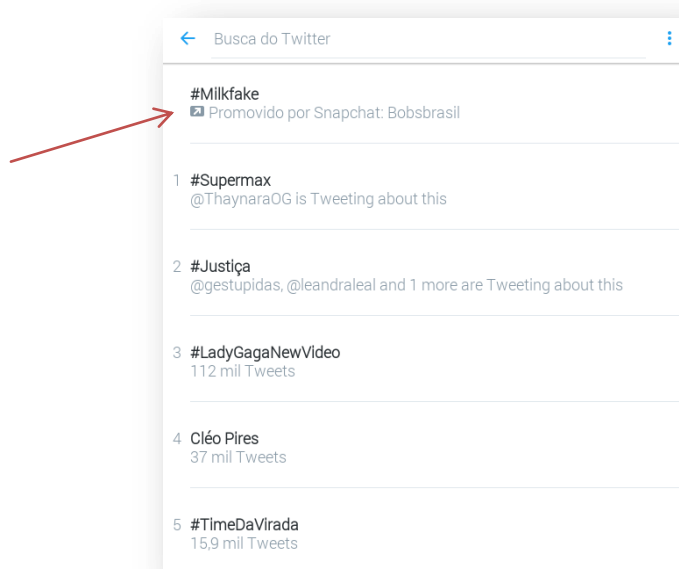 Busca do Twitter
#Milkfake
Promovido por Snapchat: Bobsbrasil
1 #Supermax
@ThaynaraOG is Tweeting about this
2 #Justiça
@gestupidas, @leandraleal and 1 more are Tweeting about this
3 #LadyGagaNewVideo
112 mil Tweets
4 Cléo Pires
37 mil Tweets
5 #TimeDaVirada
15,9 mil Tweets